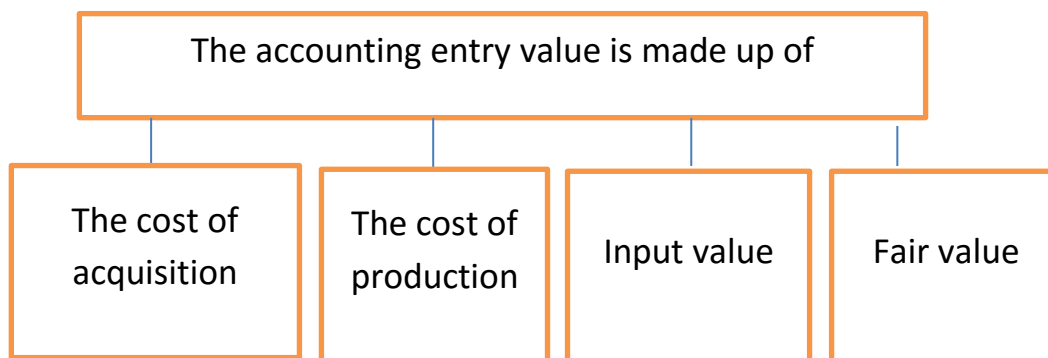 The accounting entry value is made up of
The cost of
acquisition
The cost of
production
Input value
Fair value